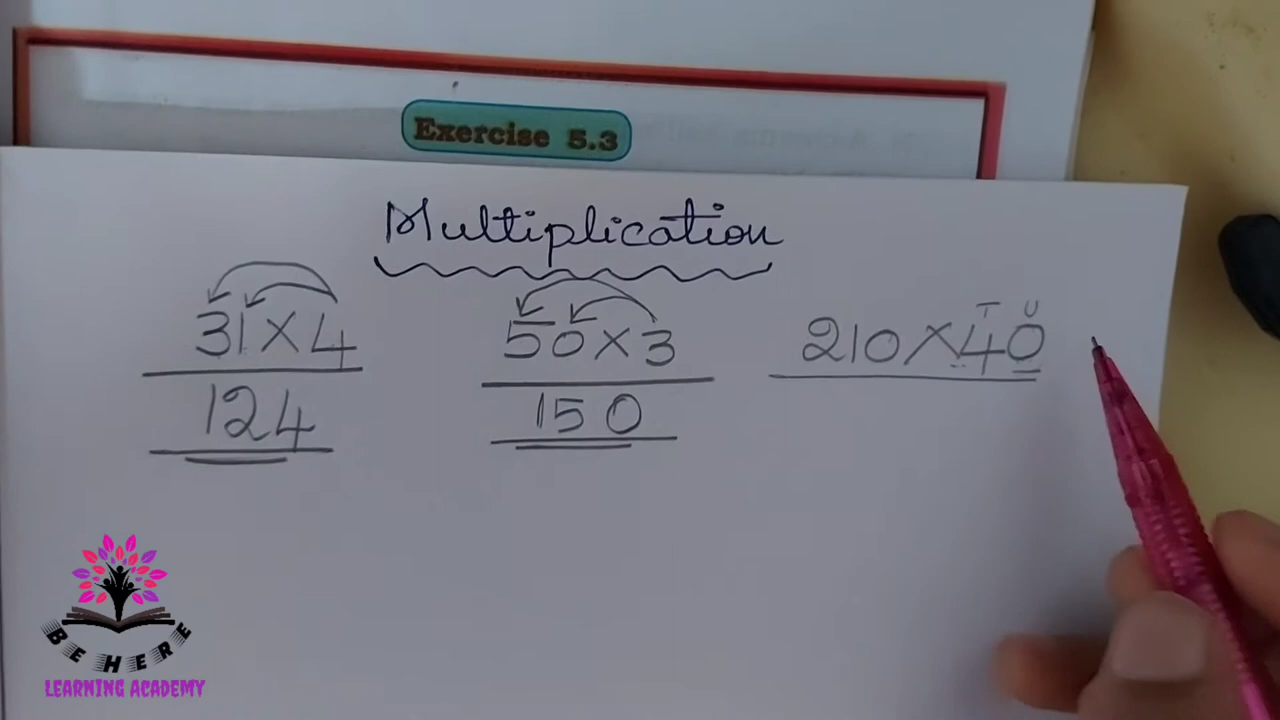 Exercise 5.3
Multiplication
31×4
124
50×3
150
T U
210×40
BE HERE
LEARNING ACADEMY